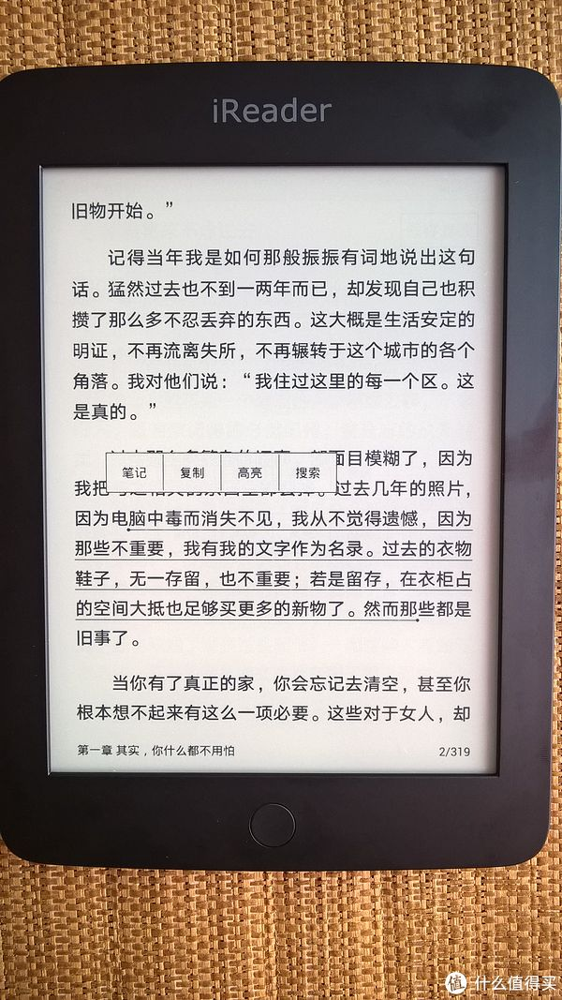 iReader
旧物开始。”
记得当年我是如何那般振振有词地说出这句
话。猛然过去也不到一两年而已，却发现自己也积
攒了那么多不忍丢弃的东西。这大概是生活安定的
明证，不再流离失所，不再辗转于这个城市的各个
角落。我对他们说：“我住过这里的每一个区。这
是真的。”
面目模糊了，因为
笔记 复制 高亮 搜索
我把
过去几年的照片，
因为电脑中毒而消失不见，我从不觉得遗憾，因为
那些不重要，我有我的文字作为名录。过去的衣物
鞋子，无一存留，也不重要；若是留存，在衣柜占
的空间大抵也足够买更多的新物了。然而那些都是
旧事了。
当你有了真正的家，你会忘记去清空，甚至你
根本想不起来有这么一项必要。这些对于女人，却
第一章 其实，你什么都不用怕 2/319
值 什么值得买